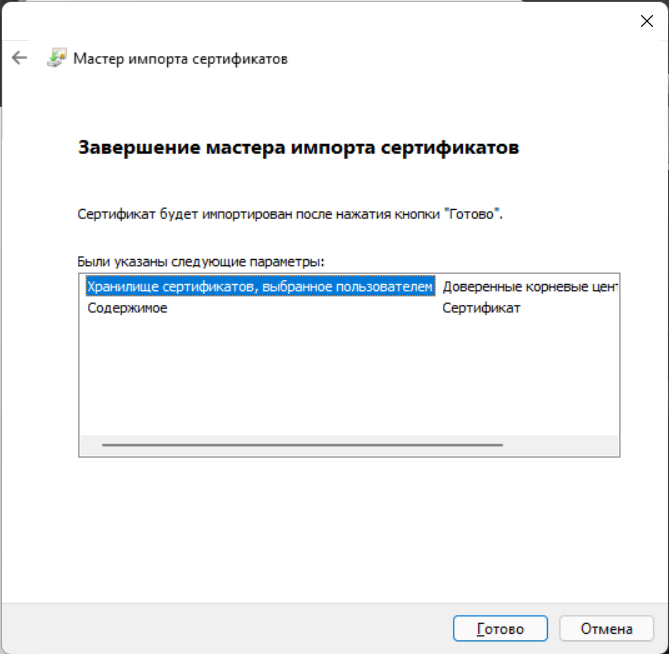 Мастер импорта сертификатов
Завершение мастера импорта сертификатов
Сертификат будет импортирован после нажатия кнопки "Готово".
Были указаны следующие параметры:
Хранилище сертификатов, выбранное пользователем Доверенные корневые цент
Содержимое Сертификат
Готово Отмена